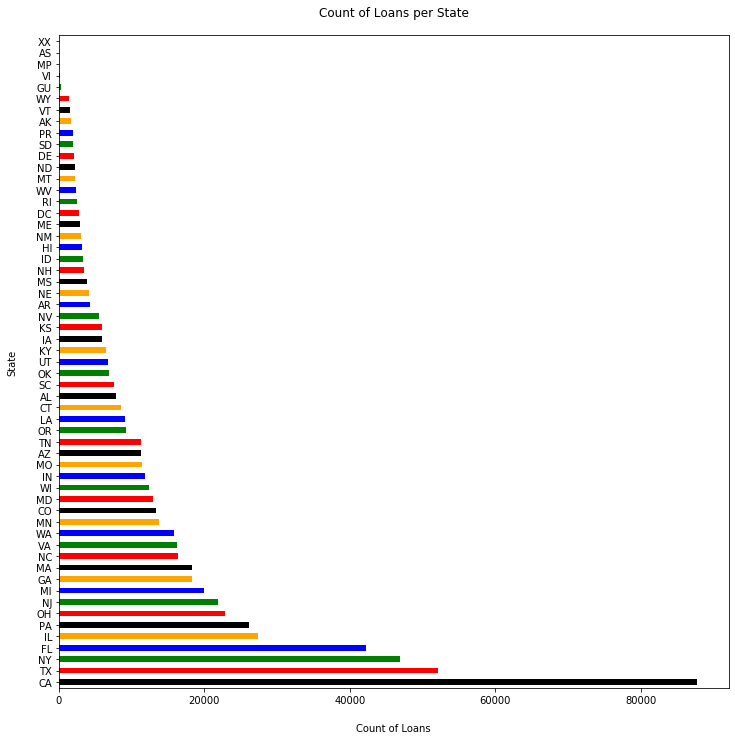 Count of Loans per State
XX
AS
MP
VI
GU
WY
VT
AK
PR
SD
DE
ND
MT
WV
RI
DC
ME
NM
HI
ID
NH
MS
NE
AR
NV
KS
IA
KY
UT
OK
SC
AL
CT
LA
OR
TN
AZ
MO
IN
WI
MD
CO
MN
WA
VA
NC
MA
GA
MI
NJ
OH
PA
IL
FL
NY
TX
CA
State
0 20000 40000 60000 80000
Count of Loans